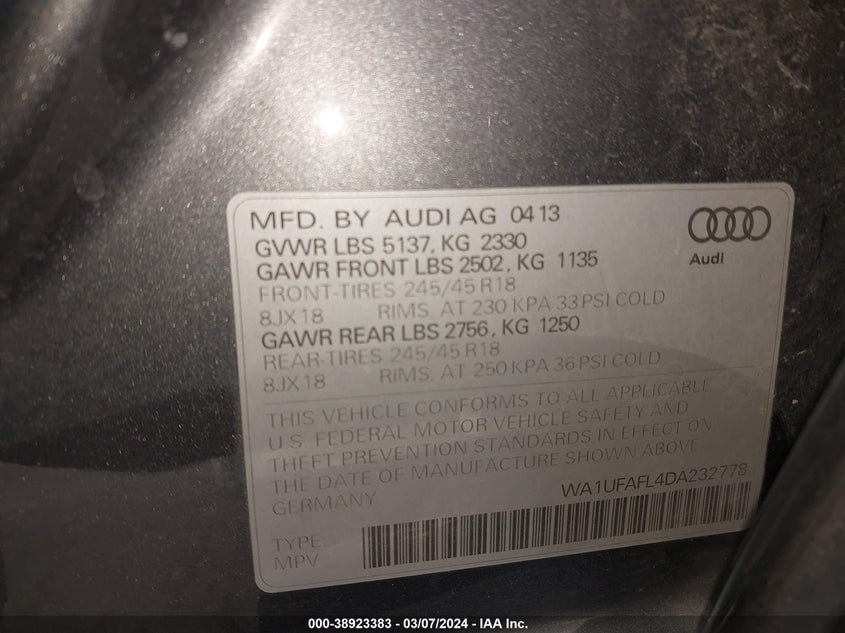 MFD. BY AUDI AG 0413
GVWR LBS 5137, KG 2330
GAWR FRONT LBS 2502, KG 1135
FRONT-TIRES 245/45 R18
8JX18 RIMS, AT 230 KPA 33 PSI COLD
GAWR REAR LBS 2756, KG 1250
REAR-TIRES 245/45 R18
8JX18 RIMS, AT 250 KPA 36 PSI COLD
Audi
THIS VEHICLE CONFORMS TO ALL APPLICABLE
U.S. FEDERAL MOTOR VEHICLE SAFETY AND
THEFT PREVENTION STANDARDS IN EFFECT ON
THE DATE OF MANUFACTURE SHOWN ABOVE
GERMANY
WA1UFAFL4DA232778
TYPE:
MPV
000-38923383 - 03/07/2024 - IAA Inc.